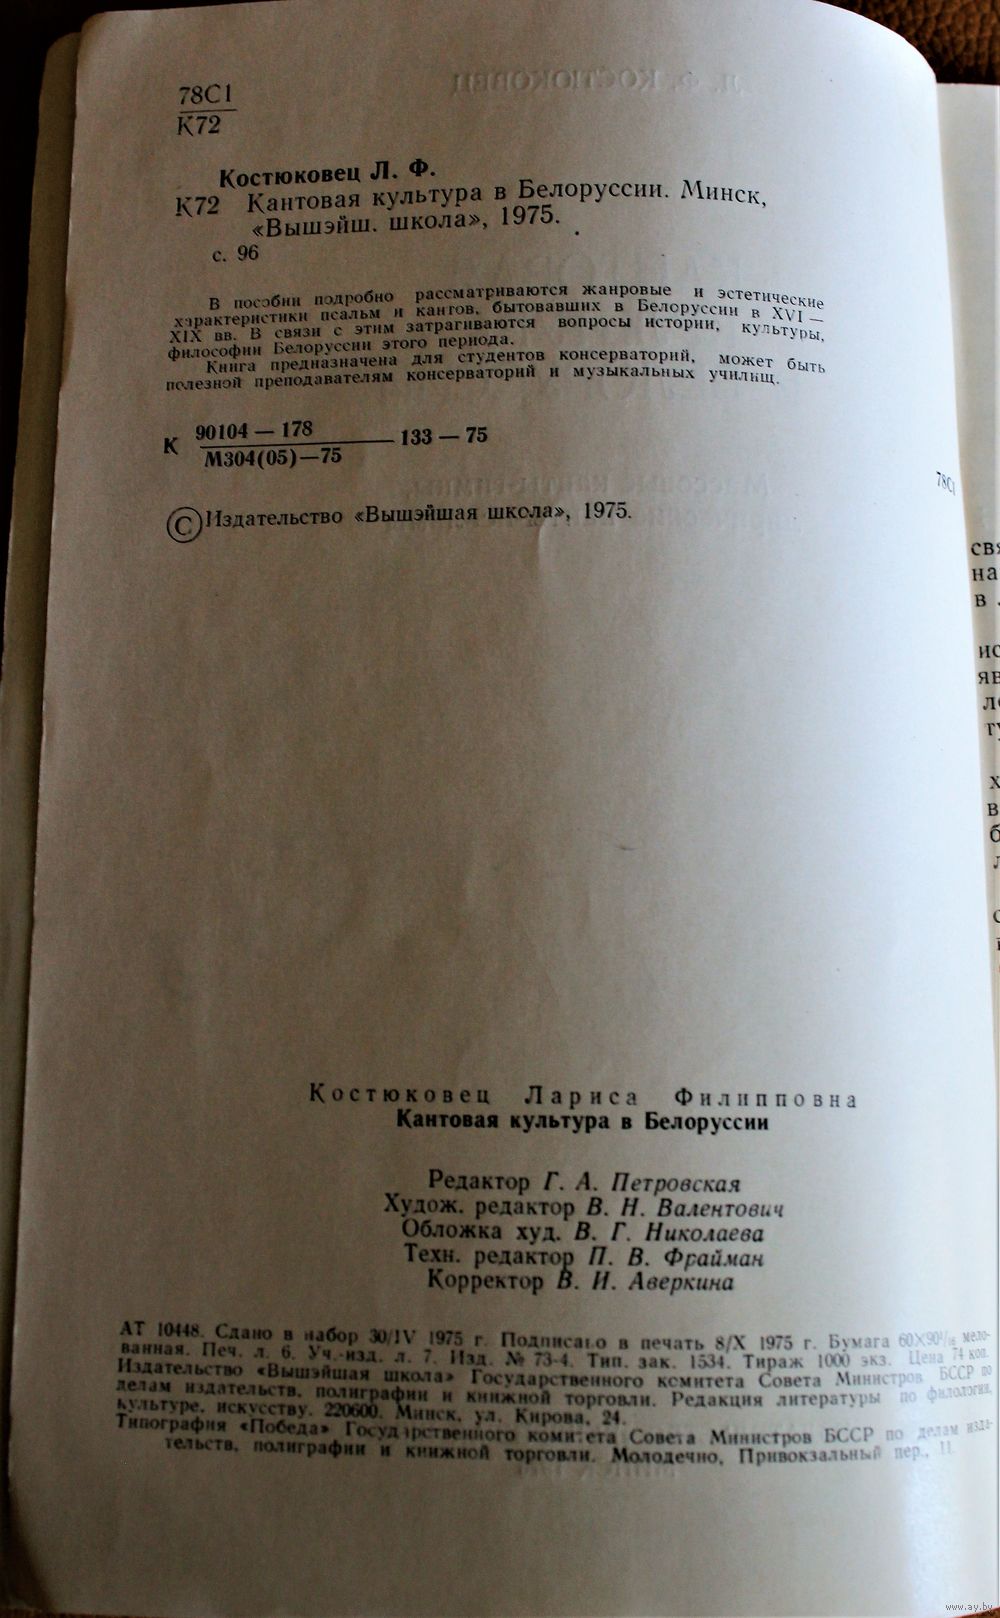 78С1
К72
Костюковец Л. Ф.
К72 Кантовая культура в Белоруссии. Минск,
«Вышэйш. школа», 1975.
с. 96
В пособии подробно рассматриваются жанровые и эстетические
характеристики псальм и кантов, бытовавших в Белоруссии в XVI —
XIX вв. В связи с этим затрагиваются вопросы истории, культуры,
философии Белоруссии этого периода.
Книга предназначена для студентов консерваторий, может быть
полезной преподавателям консерваторий и музыкальных училищ.
К 90104 — 178 133 — 75
М304(05)—75
© Издательство «Вышэйшая школа», 1975.
78С1
Костюковец Лариса Филипповна
Кантовая культура в Белоруссии
Редактор Г. А. Петровская
Худож. редактор В. Н. Валентович
Обложка худ. В. Г. Николаева
Техн. редактор П. В. Фрайман
Корректор В. И. Аверкина
АТ 10448. Сдано в набор 30/IV 1975 г. Подписано в печать 8/X 1975 г. Бумага 60×90¹/₁₆ мело-
ванная. Печ. л. 6. Уч.-изд. л. 7. Изд. № 73-4. Тип. зак. 1534. Тираж 1000 экз. Цена 74 коп.
Издательство «Вышэйшая школа» Государственного комитета Совета Министров БССР по
делам издательств, полиграфии и книжной торговли. Редакция литературы по филологии,
культуре, искусству. 220600. Минск, ул. Кирова, 24.
Типография «Победа» Государственного комитета Совета Министров БССР по делам изда-
тельств, полиграфии и книжной торговли. Молодечно, Привокзальный пер., 11.
www.ay.by